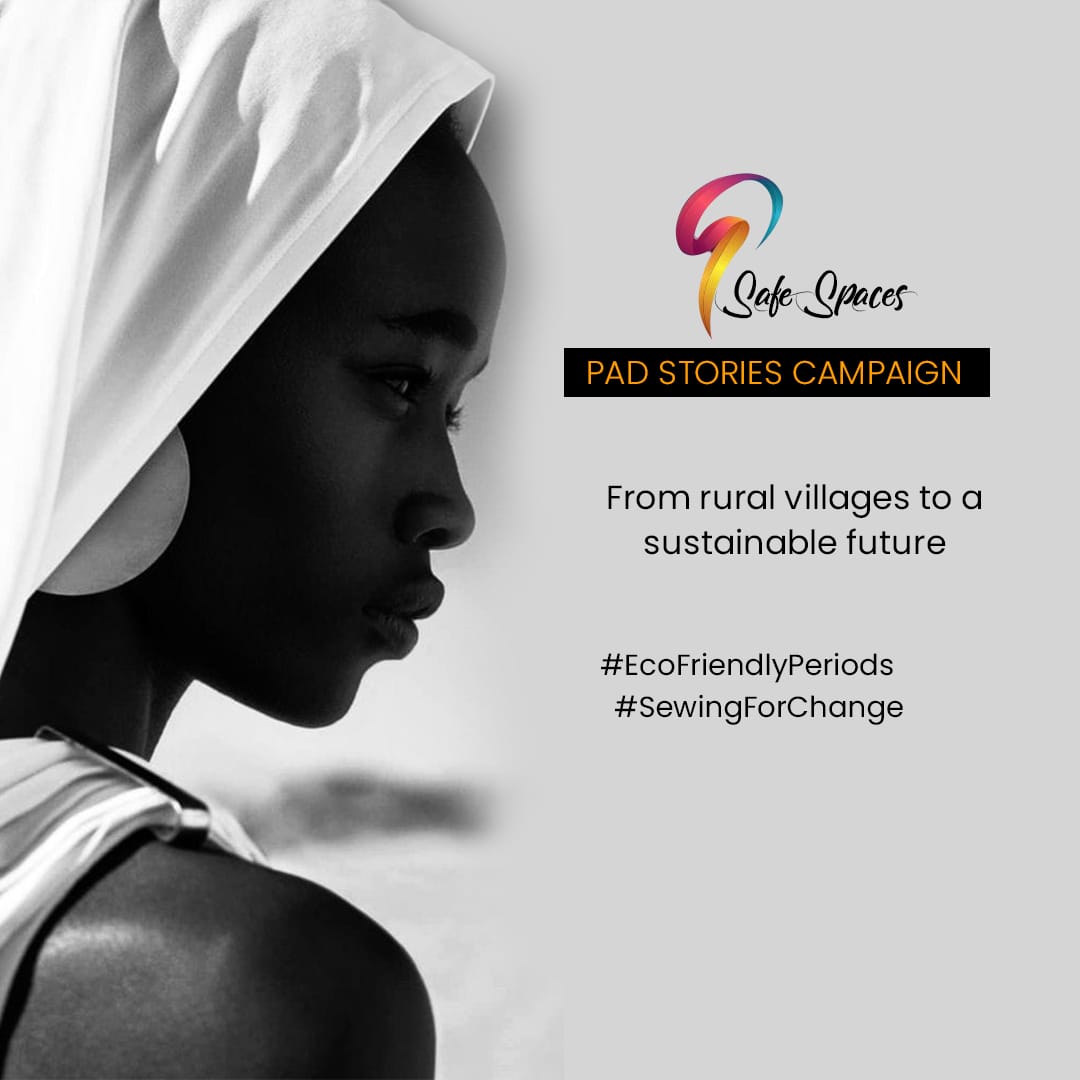 Safe Spaces
PAD STORIES CAMPAIGN
From rural villages to a
sustainable future
#EcoFriendlyPeriods
#SewingForChange